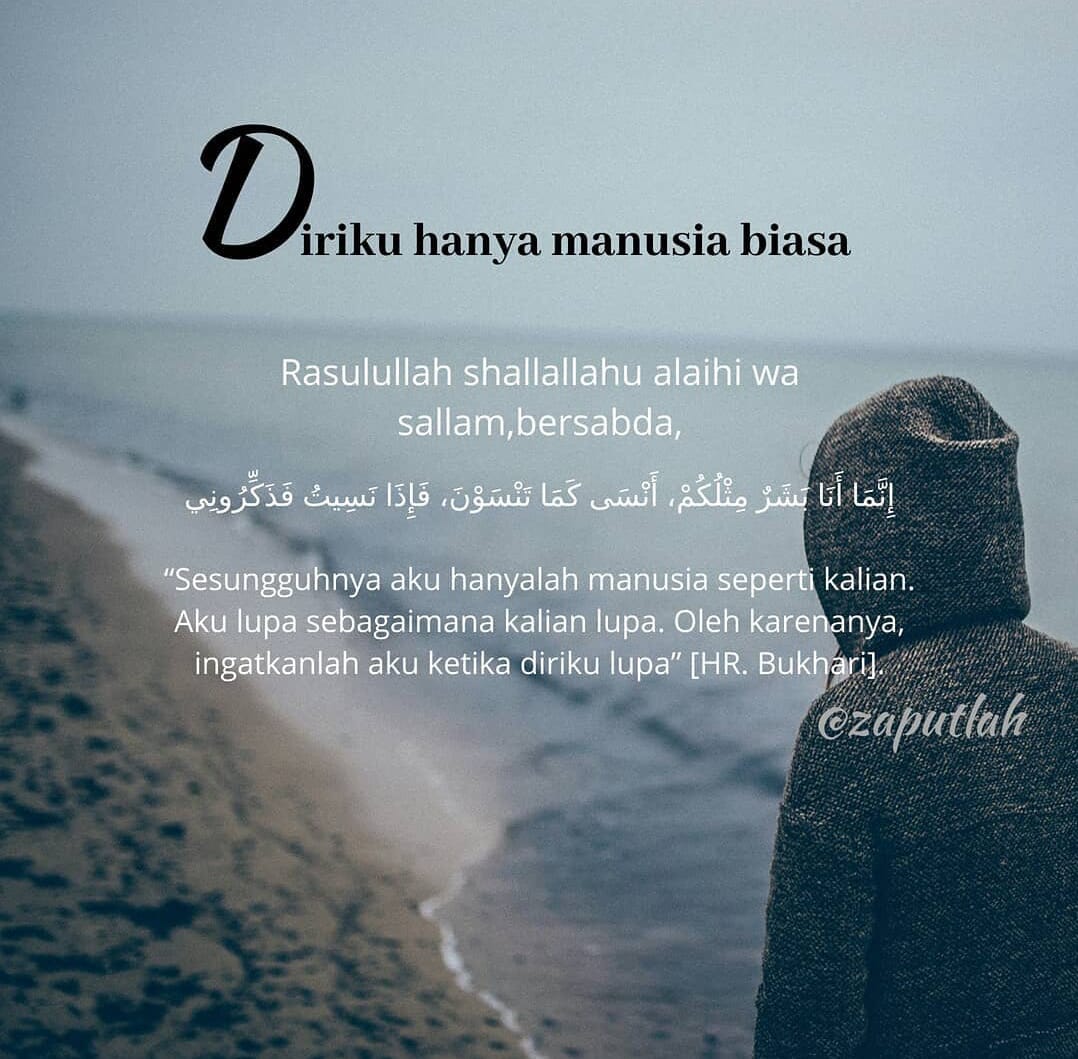 Diriku hanya manusia biasa
Rasulullah shallallahu alaihi wa
sallam,bersabda,
إِنَّمَا أَنَا بَشَرٌ مِثْلُكُمْ، أَنْسَى كَمَا تَنْسَوْنَ، فَإِذَا نَسِيتُ فَذَكِّرُونِي
“Sesungguhnya aku hanyalah manusia seperti kalian.
Aku lupa sebagaimana kalian lupa. Oleh karenanya,
ingatkanlah aku ketika diriku lupa” [HR. Bukhari].
@zaputlah